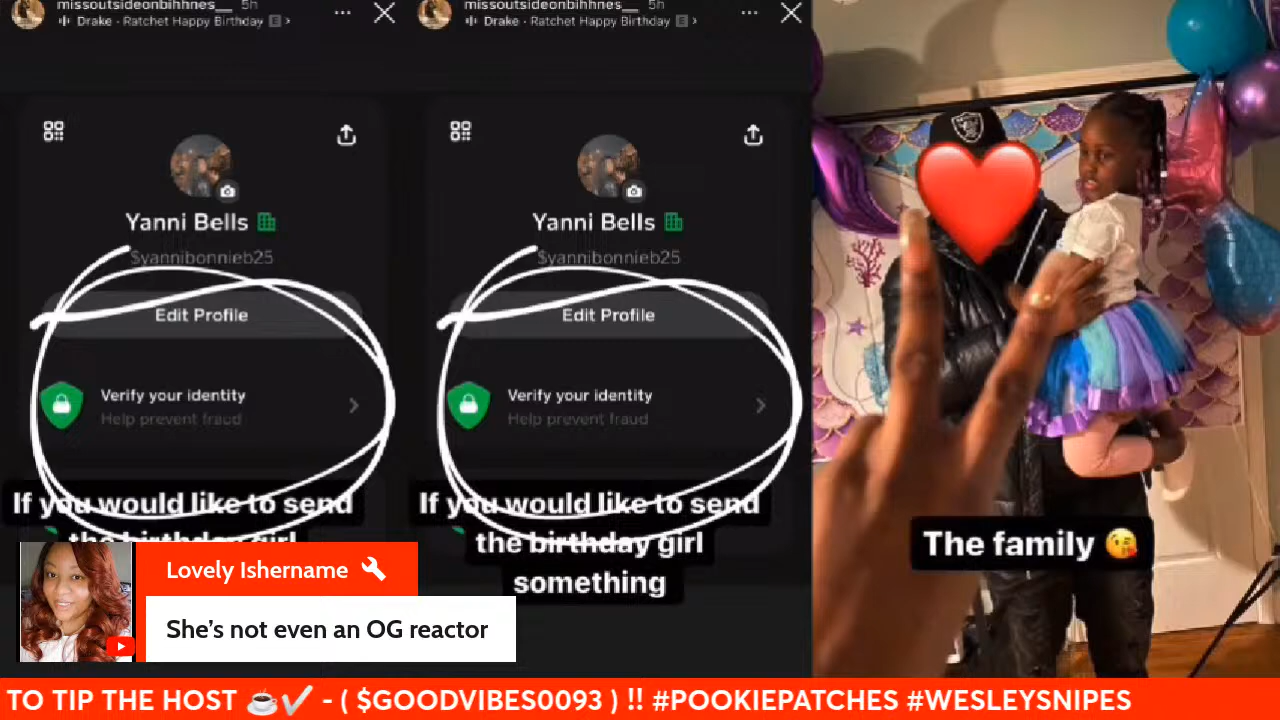 missoutsideonbihhnes__ 5h
Drake · Ratchet Happy Birthday E >
Yanni Bells
$yannibonnieb25
Edit Profile
Verify your identity
Help prevent fraud
If you would like to send
the birthday girl
missoutsideonbihhnes__ 5h
Drake · Ratchet Happy Birthday E >
Yanni Bells
$yannibonnieb25
Edit Profile
Verify your identity
Help prevent fraud
If you would like to send
the birthday girl
something
The family 😘
Lovely Ishername 🔧
She's not even an OG reactor
TO TIP THE HOST ☕✔ - ( $GOODVIBES0093 ) !! #POOKIEPATCHES #WESLEYSNIPES